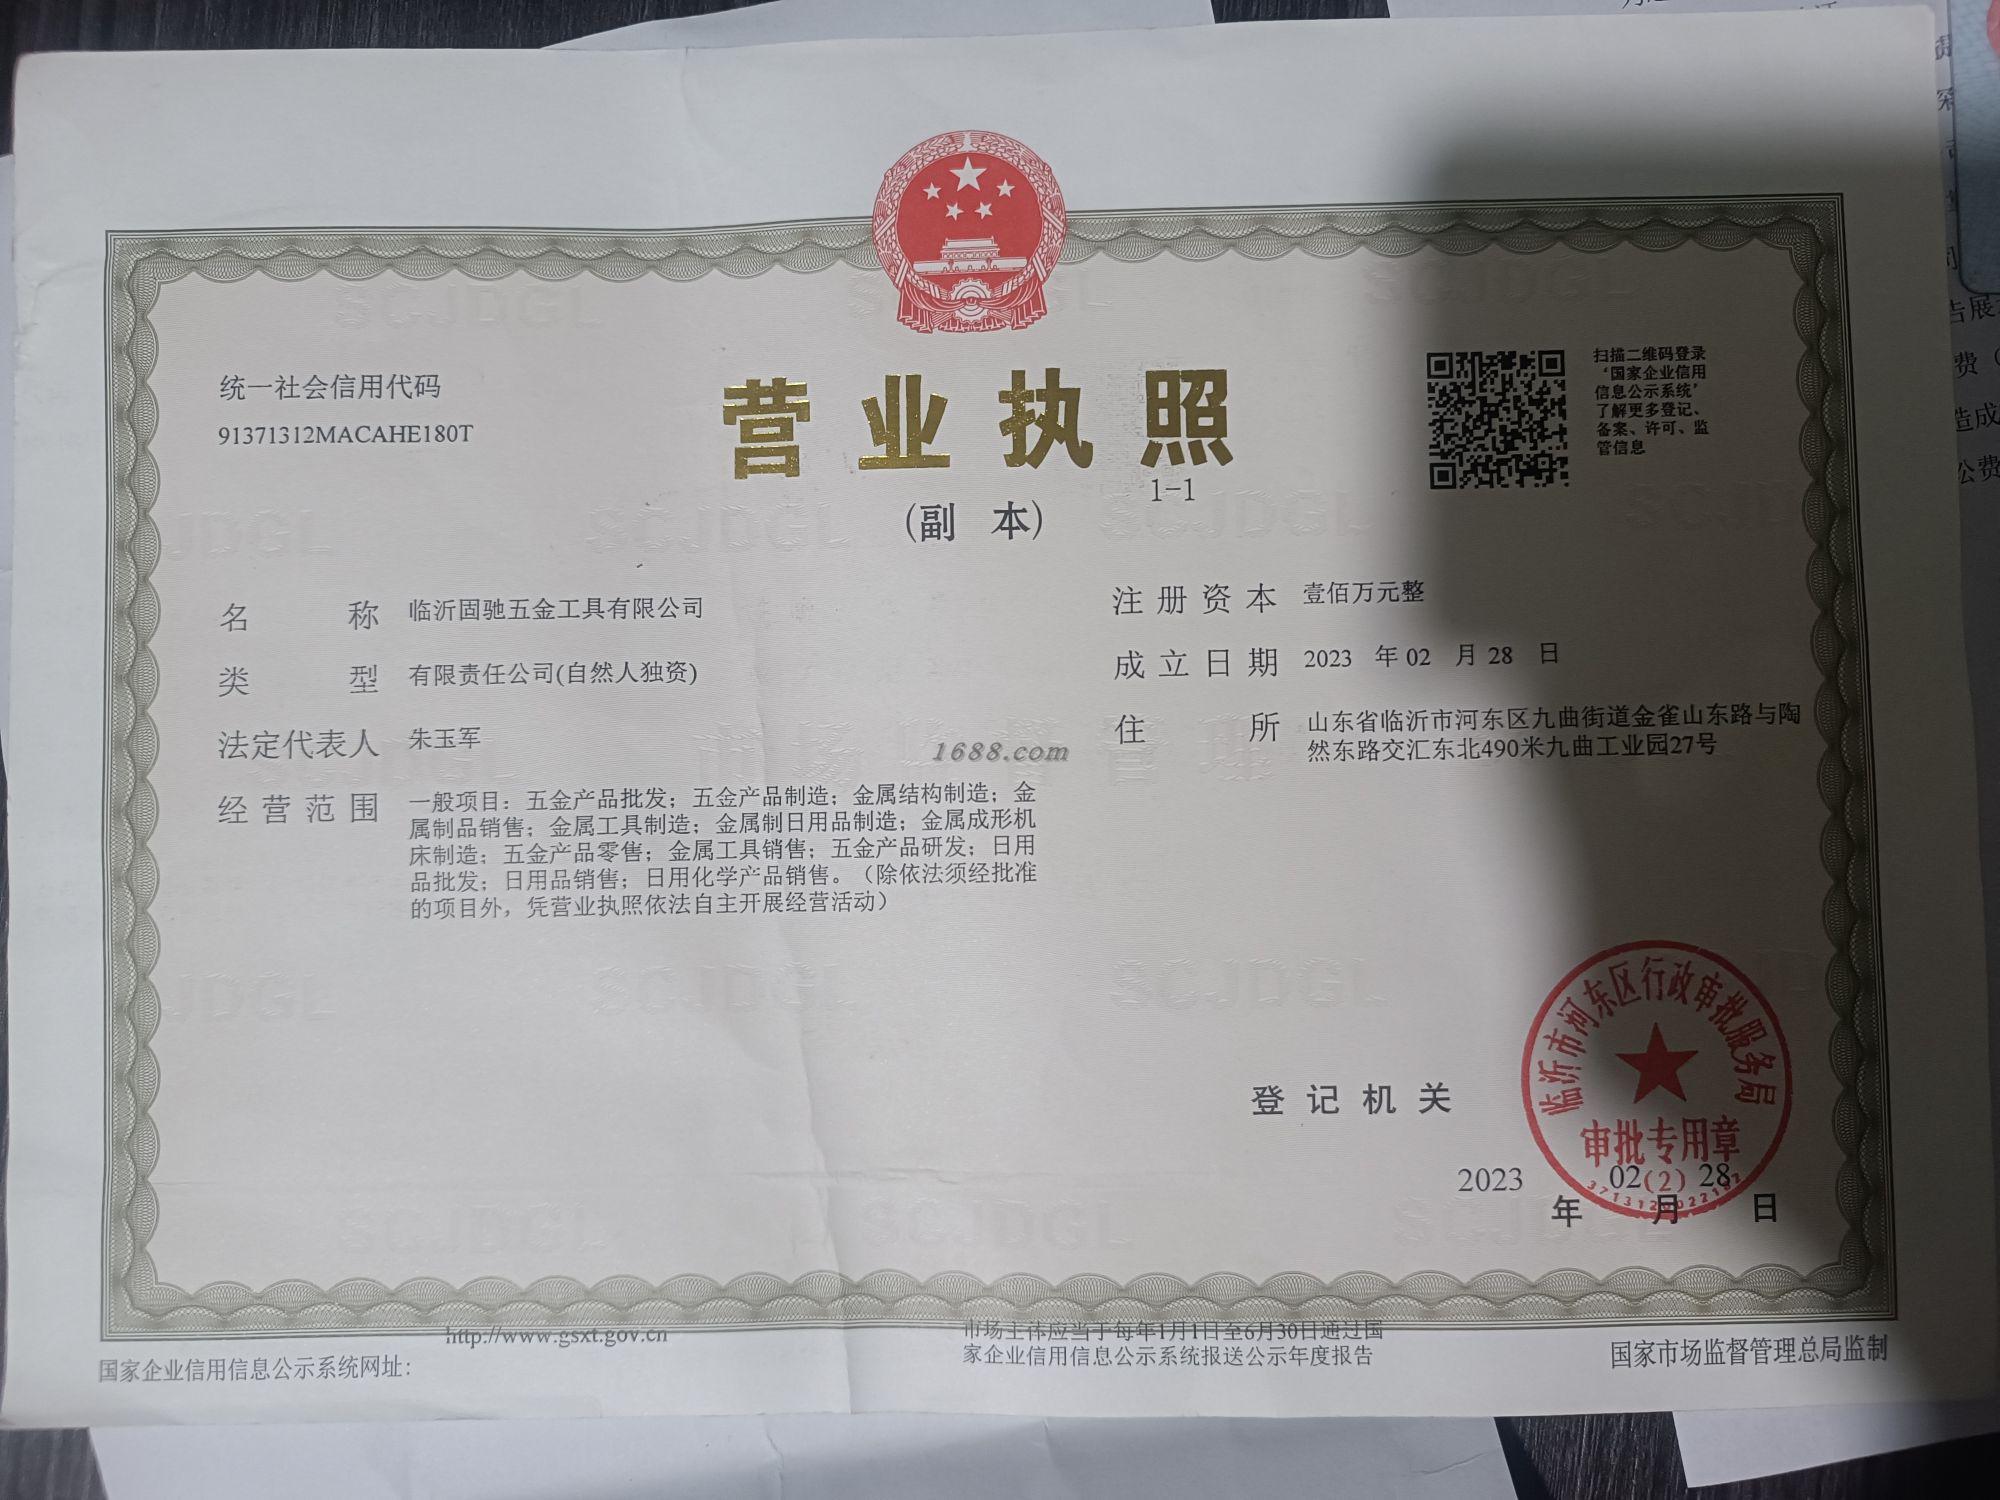 统一社会信用代码
91371312MACAHE180T
营业执照
(副 本)
1-1
扫描二维码登录
‘国家企业信用
信息公示系统’
了解更多登记、
备案、许可、监
管信息
名 称 临沂固驰五金工具有限公司
类 型 有限责任公司(自然人独资)
法定代表人 朱玉军
经营范围 一般项目：五金产品批发；五金产品制造；金属结构制造；金
属制品销售；金属工具制造；金属制日用品制造；金属成形机
床制造；五金产品零售；金属工具销售；五金产品研发；日用
品批发；日用品销售；日用化学产品销售。（除依法须经批准
的项目外，凭营业执照依法自主开展经营活动）
注册资本 壹佰万元整
成立日期 2023 年 02 月 28 日
住 所 山东省临沂市河东区九曲街道金雀山东路与陶
然东路交汇东北490米九曲工业园27号
1688.com
登记机关
临沂市河东区行政审批服务局
审批专用章
(2)
2023 年 02 月 28 日
http://www.gsxt.gov.cn
国家企业信用信息公示系统网址：
市场主体应当于每年1月1日至6月30日通过国
家企业信用信息公示系统报送公示年度报告
国家市场监督管理总局监制